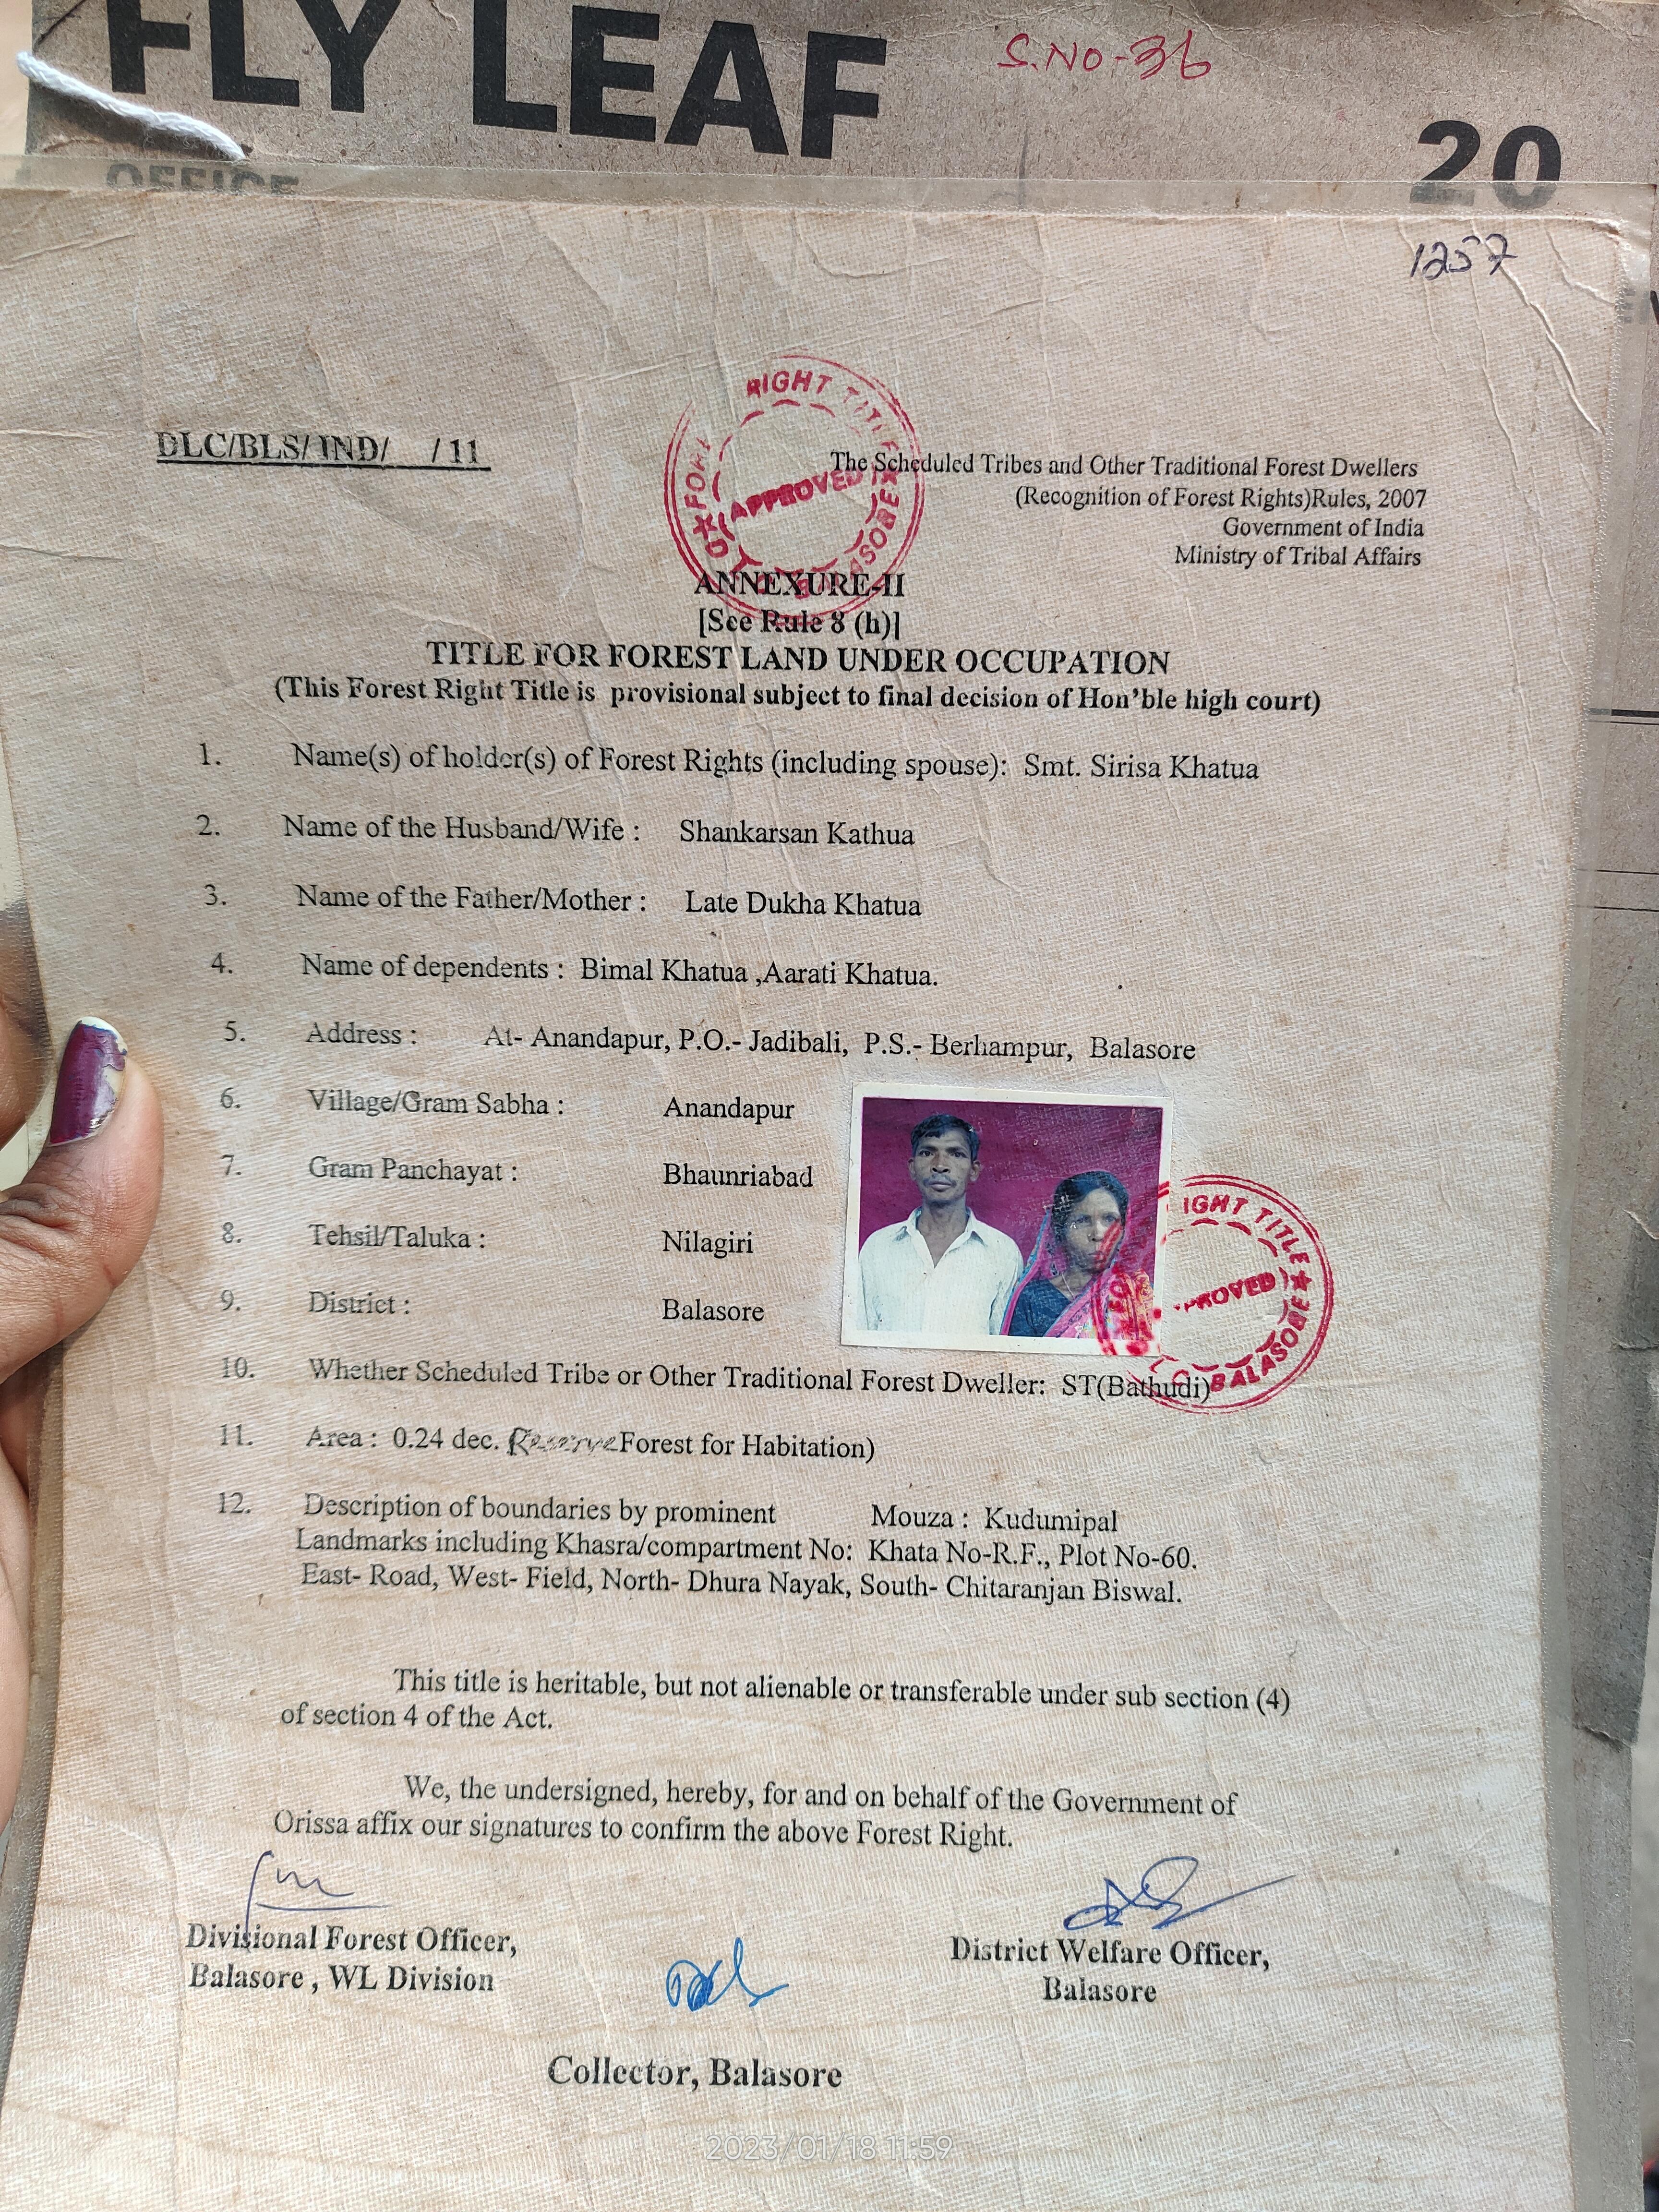 FLY LEAF
S.NO-36
OFFICE
20
1257
DLC/BLS/ IND/ / 11
RIGHT TITLE
APPROVED
BALASORE
The Scheduled Tribes and Other Traditional Forest Dwellers
(Recognition of Forest Rights)Rules, 2007
Government of India
Ministry of Tribal Affairs
ANNEXURE-II
[See Rule 8 (h)]
TITLE FOR FOREST LAND UNDER OCCUPATION
(This Forest Right Title is provisional subject to final decision of Hon'ble high court)
1. Name(s) of holder(s) of Forest Rights (including spouse): Smt. Sirisa Khatua
2. Name of the Husband/Wife : Shankarsan Kathua
3. Name of the Father/Mother : Late Dukha Khatua
4. Name of dependents : Bimal Khatua ,Aarati Khatua.
5. Address : At- Anandapur, P.O.- Jadibali, P.S.- Berhampur, Balasore
6. Village/Gram Sabha : Anandapur
7. Gram Panchayat : Bhaunriabad
8. Tehsil/Taluka : Nilagiri
9. District : Balasore
IGHT TITLE
PROVED
BALASORE
10. Whether Scheduled Tribe or Other Traditional Forest Dweller: ST(Bathudi)
11. Area : 0.24 dec. Reserve Forest for Habitation)
12. Description of boundaries by prominent Mouza : Kudumipal
Landmarks including Khasra/compartment No: Khata No-R.F., Plot No-60.
East- Road, West- Field, North- Dhura Nayak, South- Chitaranjan Biswal.
This title is heritable, but not alienable or transferable under sub section (4)
of section 4 of the Act.
We, the undersigned, hereby, for and on behalf of the Government of
Orissa affix our signatures to confirm the above Forest Right.
Divisional Forest Officer,
Balasore , WL Division
District Welfare Officer,
Balasore
Collector, Balasore
2023/01/18 11:59